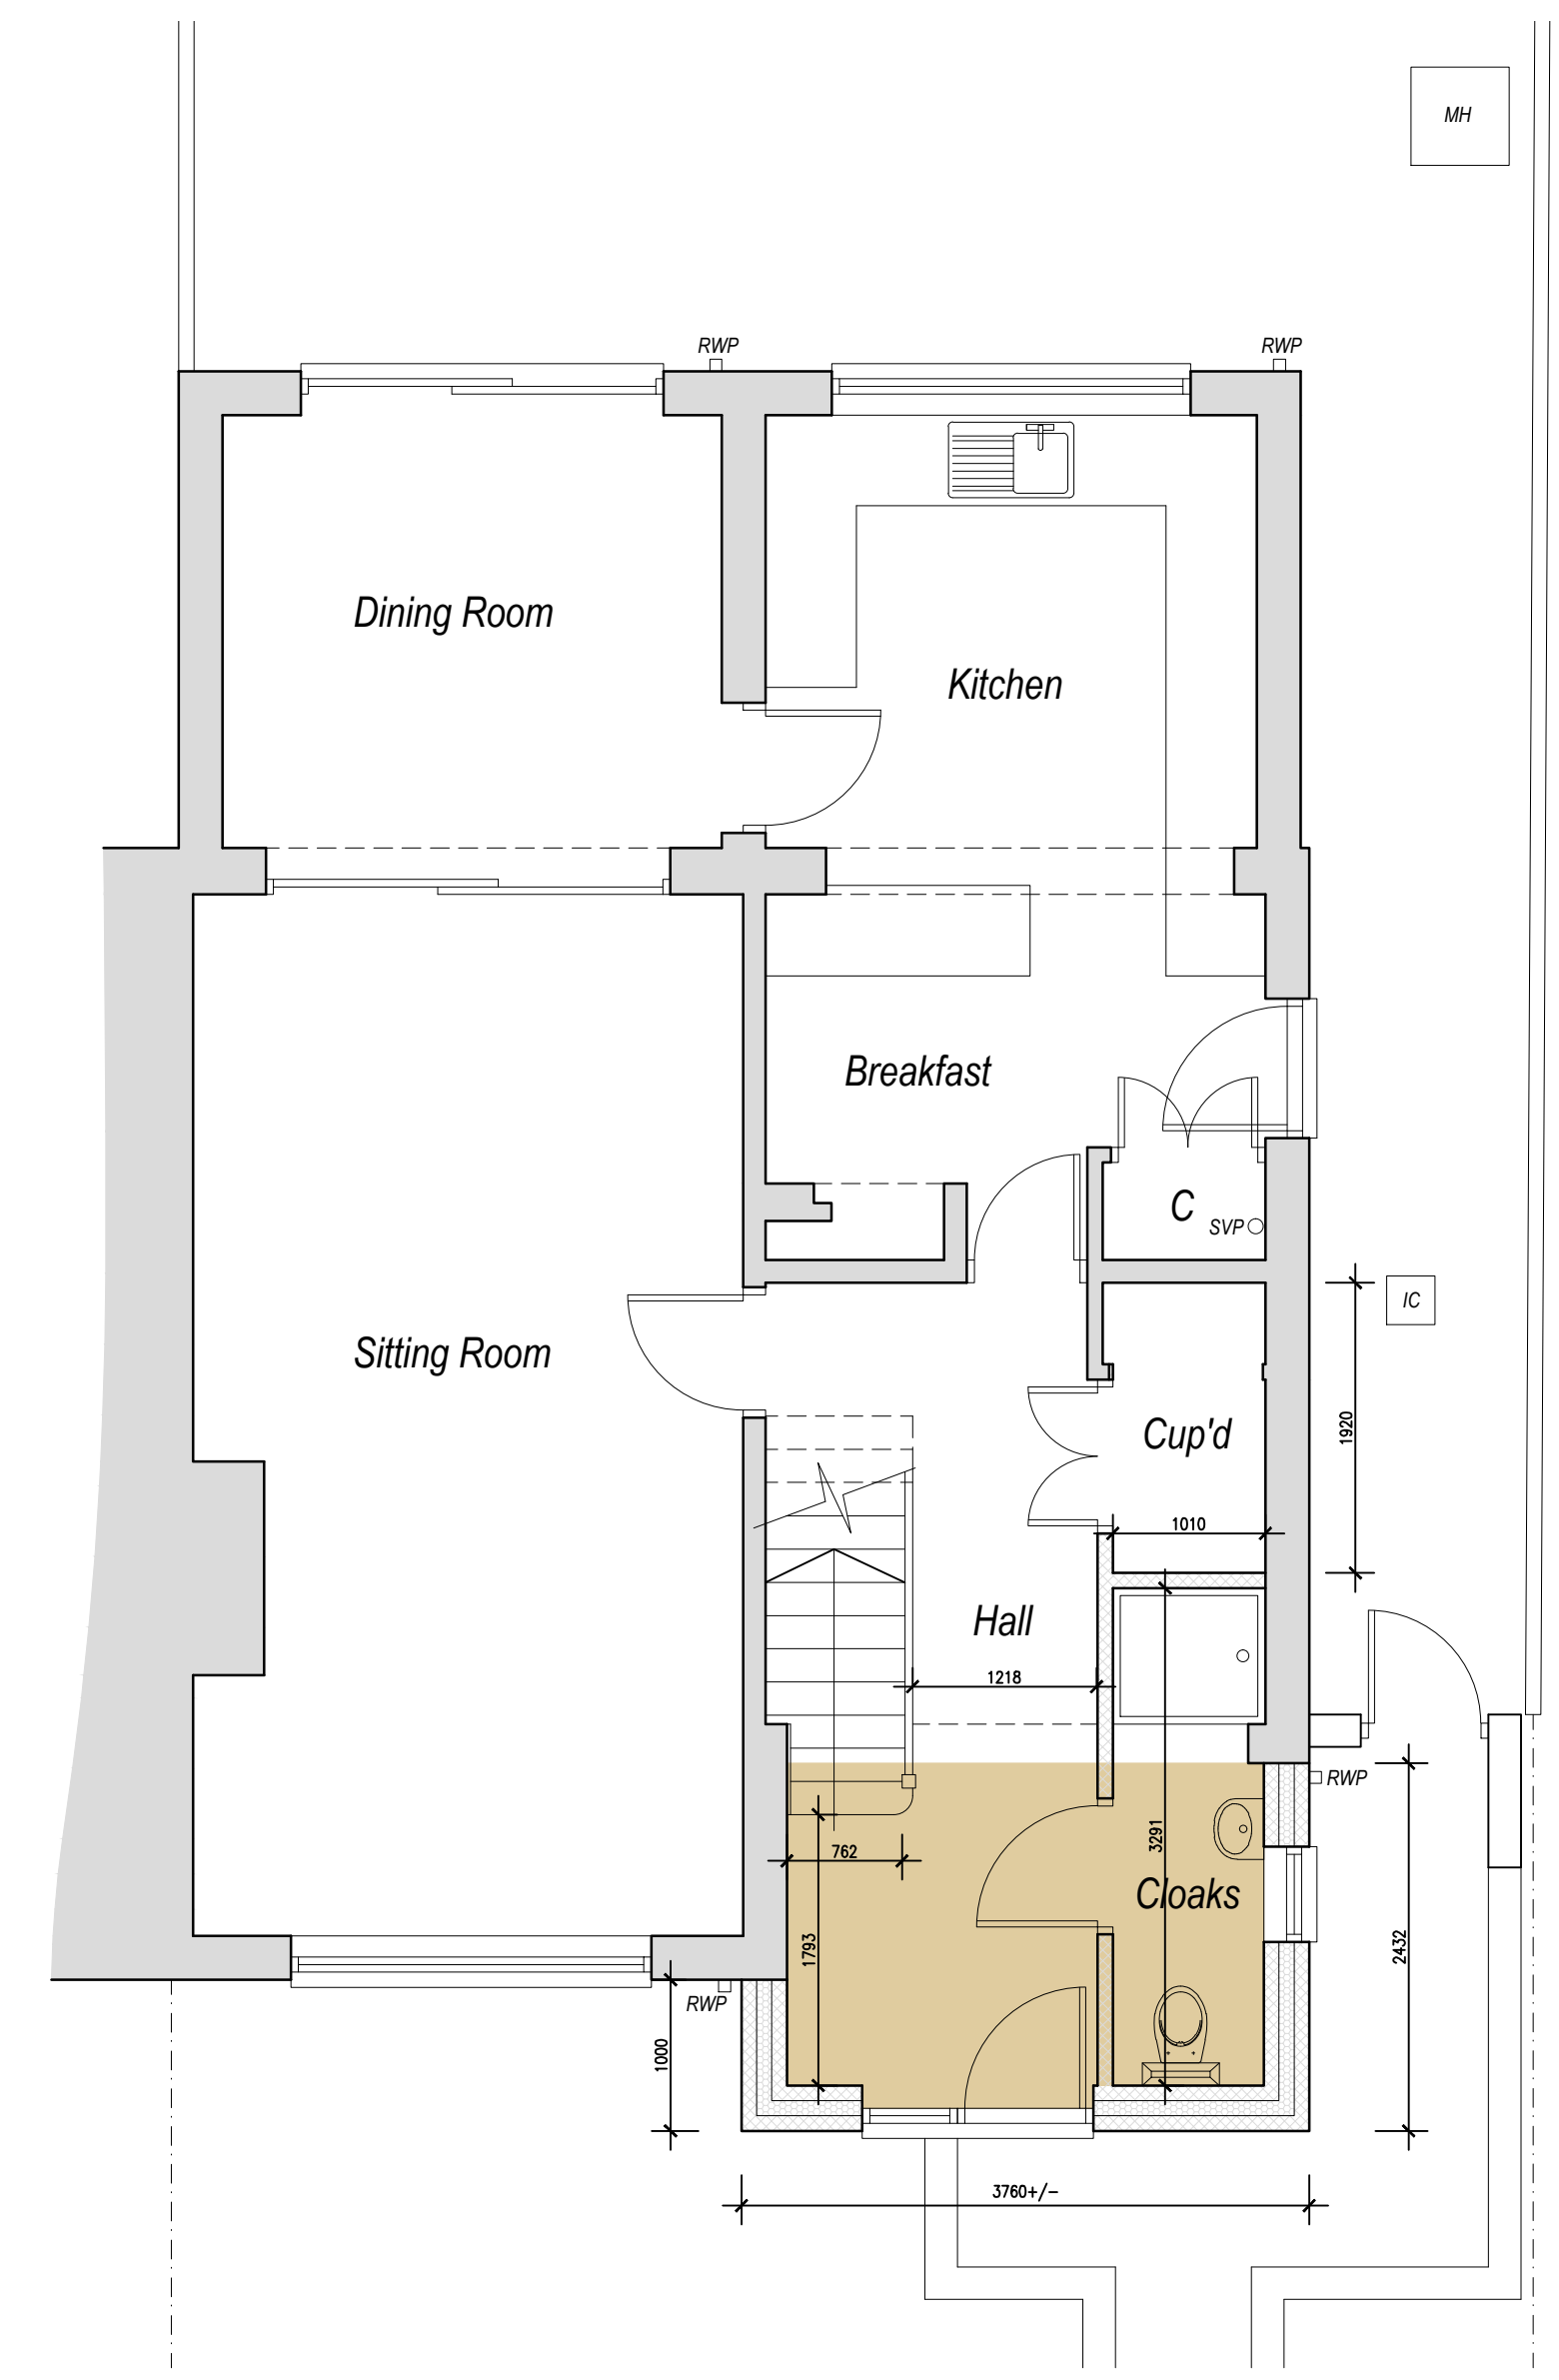 MH
RWP
RWP
Dining Room
Kitchen
Breakfast
C
SVP
IC
Sitting Room
1920
Cup'd
1010
Hall
1218
RWP
3291
762
Cloaks
1793
2432
RWP
1000
3760+/-